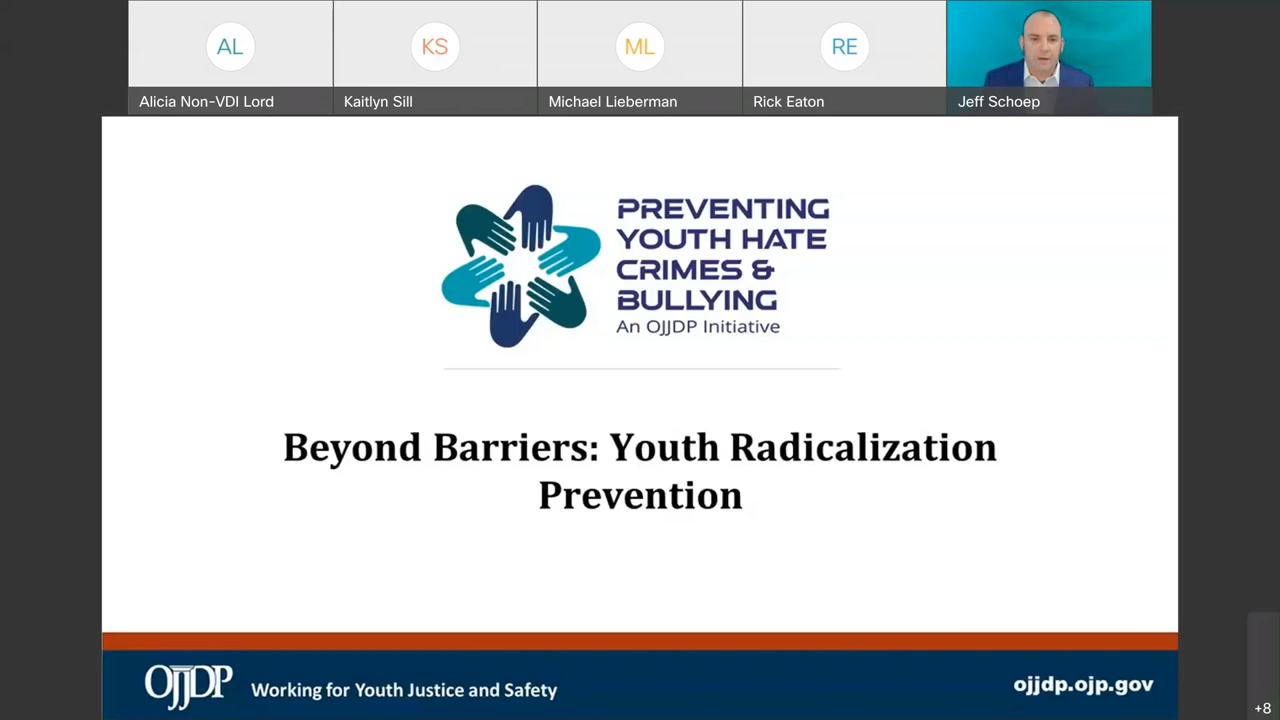 AL
KS
ML
RE
Alicia Non-VDI Lord
Kaitlyn Sill
Michael Lieberman
Rick Eaton
Jeff Schoep
PREVENTING
YOUTH HATE
CRIMES &
BULLYING
An OJJDP Initiative
Beyond Barriers: Youth Radicalization
Prevention
OJJDP
Working for Youth Justice and Safety
ojjdp.ojp.gov
+8